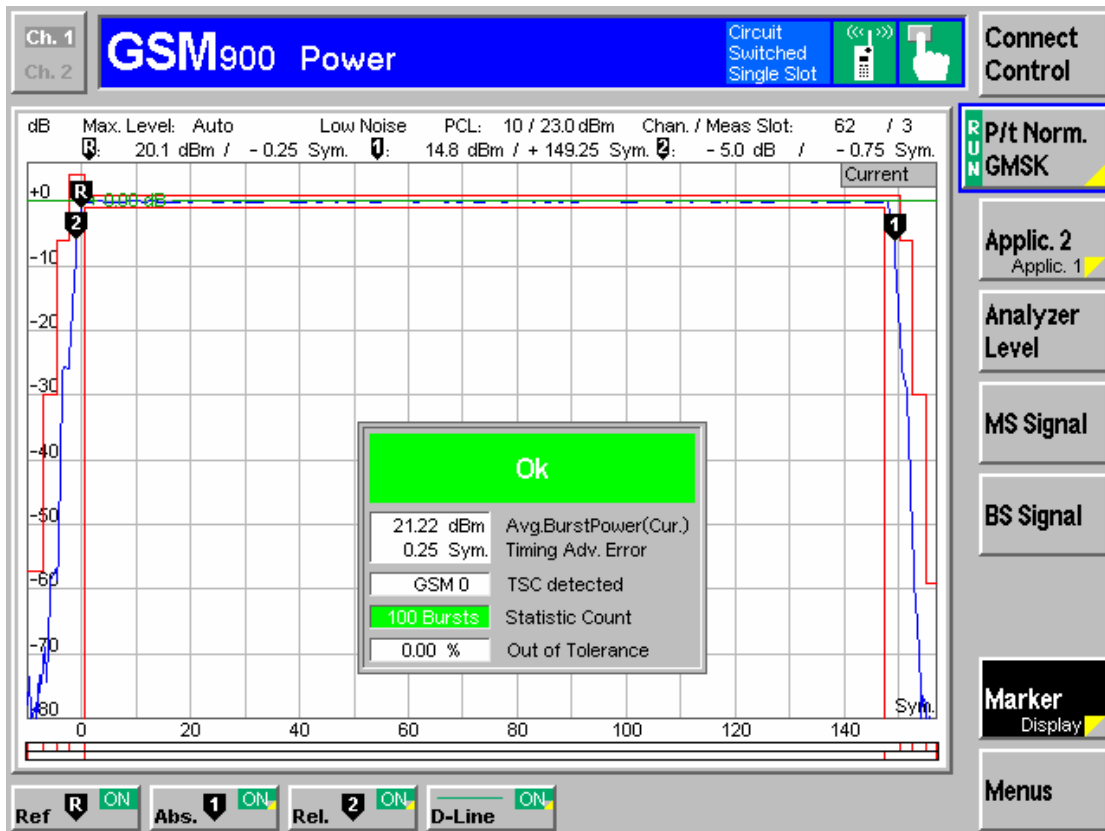 Ch. 1
Ch. 2
GSM900 Power
Circuit
Switched
Single Slot
Connect
Control
dB Max. Level: Auto Low Noise PCL: 10 / 23.0 dBm Chan. / Meas Slot: 62 / 3
R: 20.1 dBm / - 0.25 Sym. 1: 14.8 dBm / + 149.25 Sym. 2: - 5.0 dB / - 0.75 Sym.
Current
RUN
P/t Norm.
GMSK
+0
R
0.00 dB
2
1
-10
-20
-30
-40
-50
-60
-70
-80
Applic. 2
Applic. 1
Analyzer
Level
MS Signal
BS Signal
Ok
21.22 dBm Avg.BurstPower(Cur.)
0.25 Sym. Timing Adv. Error
GSM 0 TSC detected
100 Bursts Statistic Count
0.00 % Out of Tolerance
Sym.
0 20 40 60 80 100 120 140
Marker
Display
Menus
Ref R ON
Abs. 1 ON
Rel. 2 ON
D-Line ON